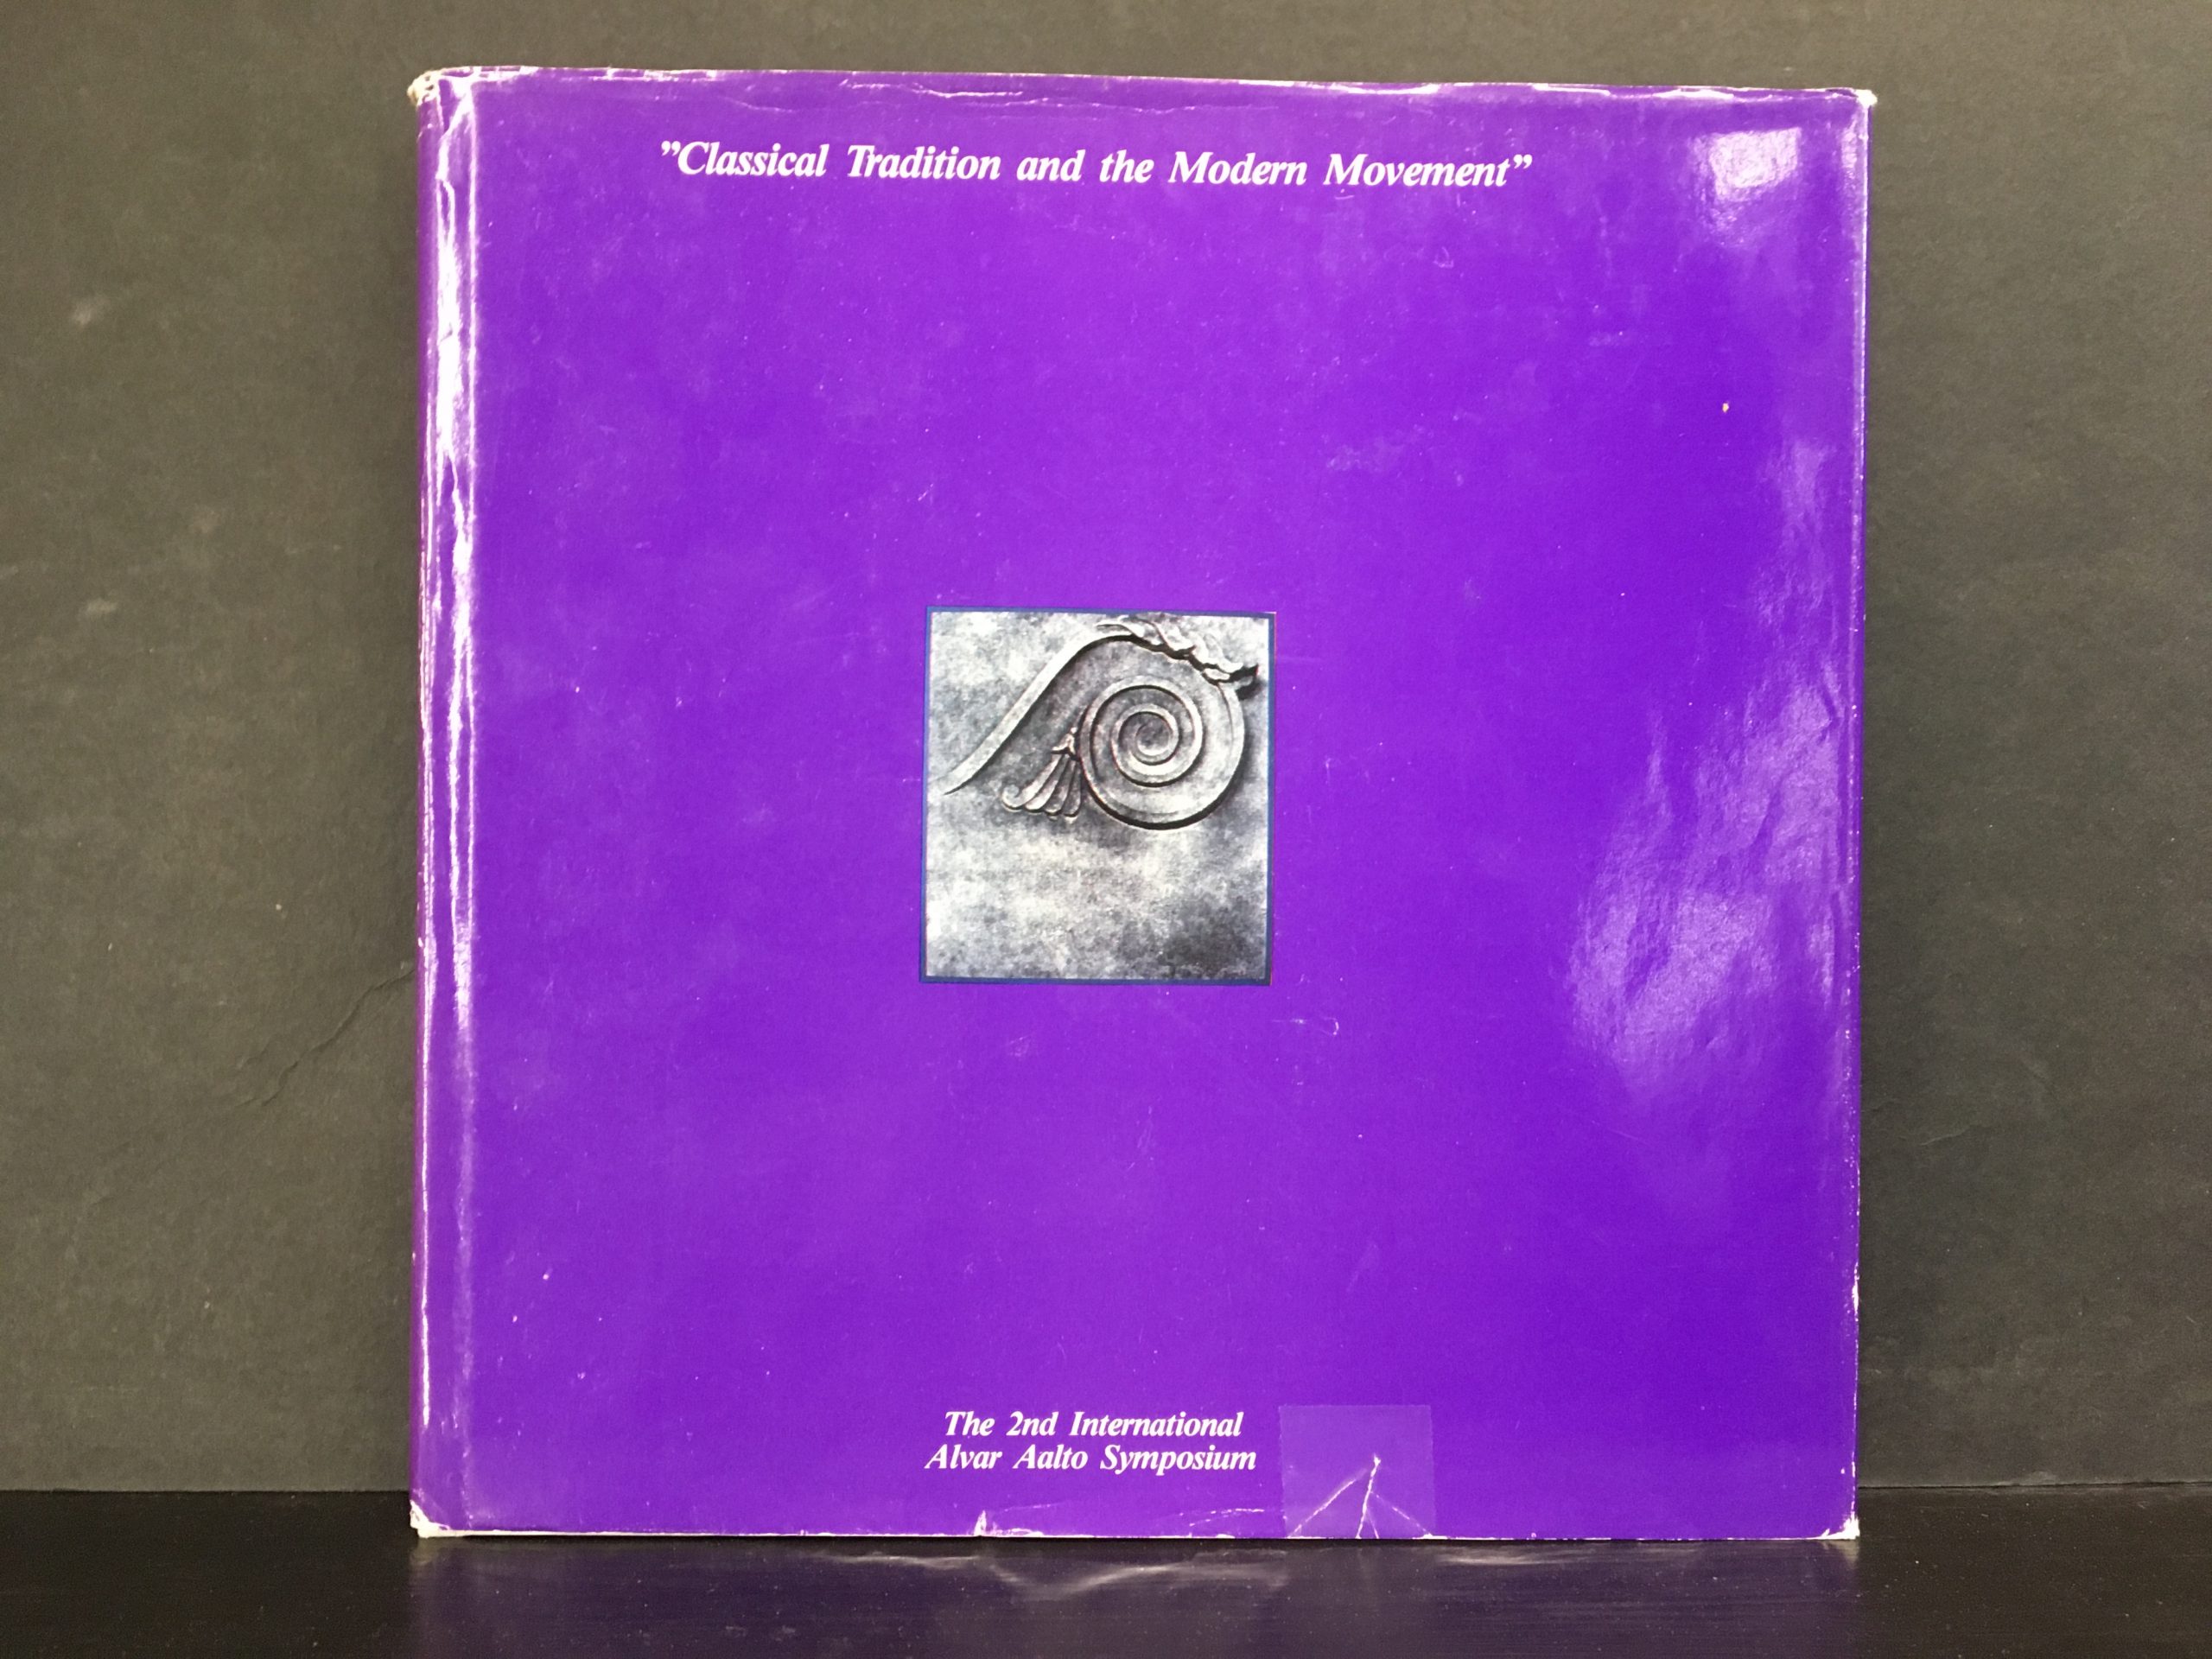 ”Classical Tradition and the Modern Movement”
The 2nd International
Alvar Aalto Symposium